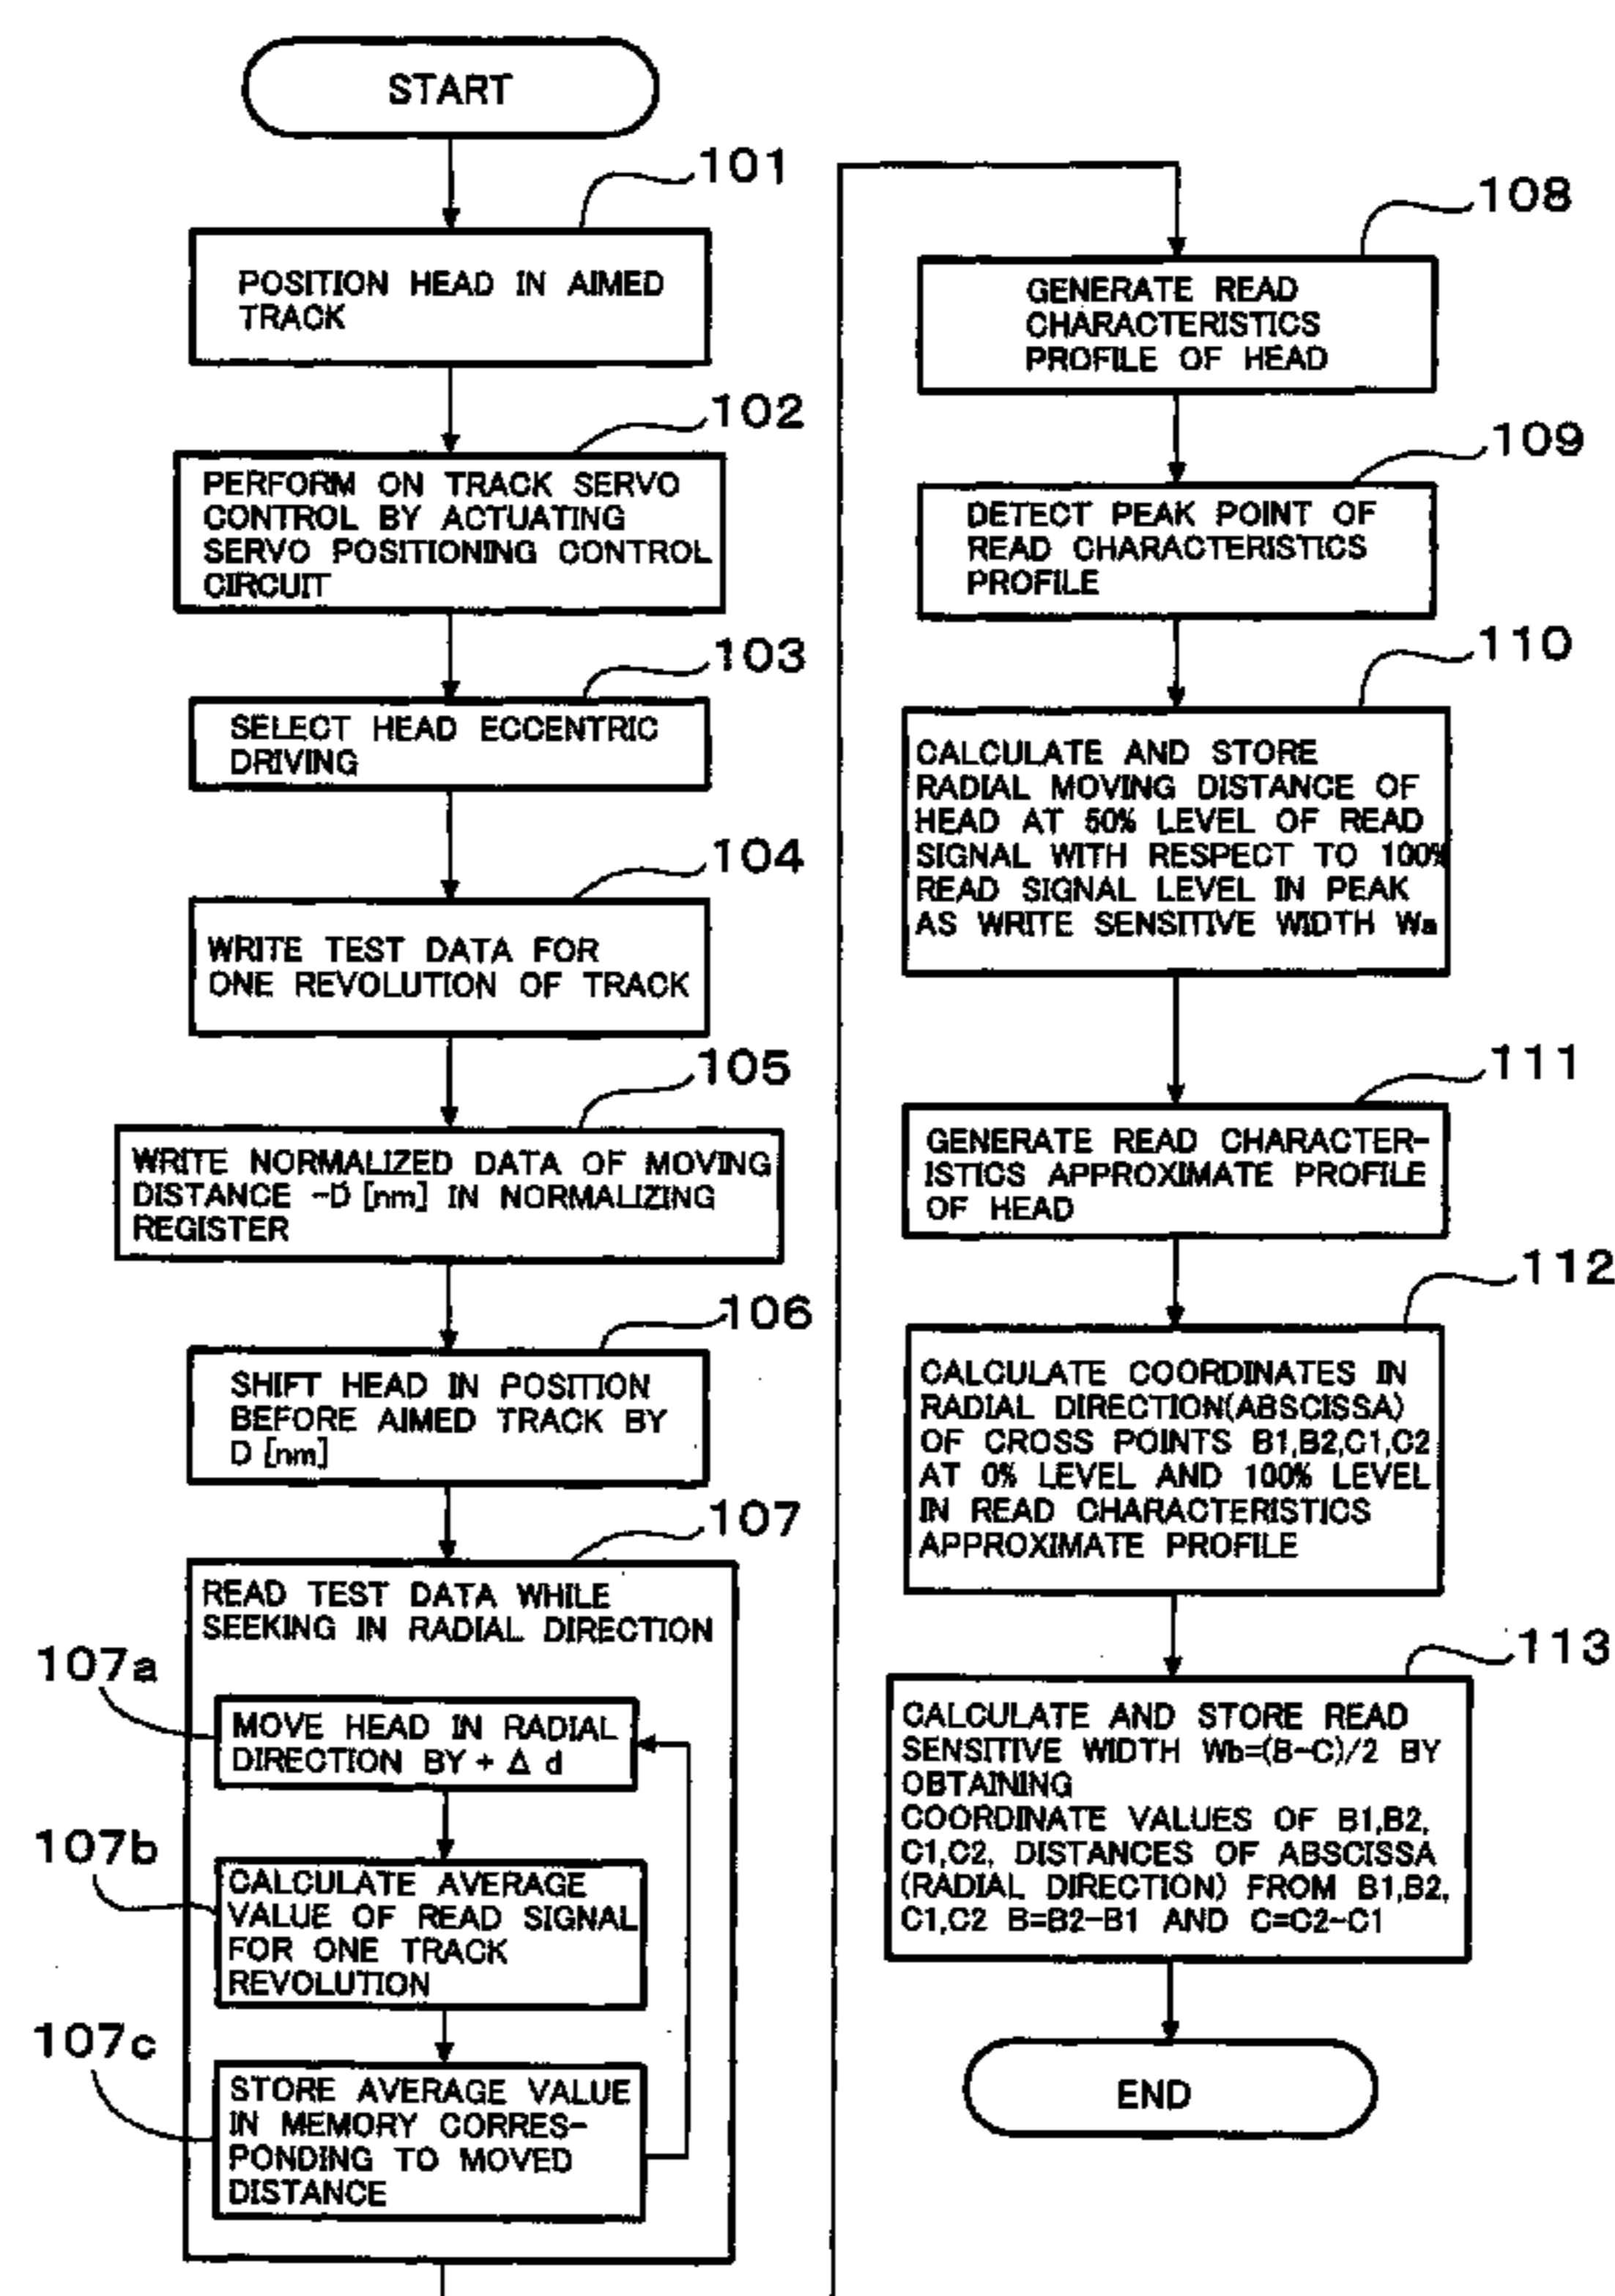 START
101
POSITION HEAD IN AIMED
TRACK
102
PERFORM ON TRACK SERVO
CONTROL BY ACTUATING
SERVO POSITIONING CONTROL
CIRCUIT
103
SELECT HEAD ECCENTRIC
DRIVING
104
WRITE TEST DATA FOR
ONE REVOLUTION OF TRACK
105
WRITE NORMALIZED DATA OF MOVING
DISTANCE -D [nm] IN NORMALIZING
REGISTER
106
SHIFT HEAD IN POSITION
BEFORE AIMED TRACK BY
D [nm]
107
READ TEST DATA WHILE
SEEKING IN RADIAL DIRECTION
107a
MOVE HEAD IN RADIAL
DIRECTION BY + Δ d
107b
CALCULATE AVERAGE
VALUE OF READ SIGNAL
FOR ONE TRACK
REVOLUTION
107c
STORE AVERAGE VALUE
IN MEMORY CORRES-
PONDING TO MOVED
DISTANCE
108
GENERATE READ
CHARACTERISTICS
PROFILE OF HEAD
109
DETECT PEAK POINT OF
READ CHARACTERISTICS
PROFILE
110
CALCULATE AND STORE
RADIAL MOVING DISTANCE OF
HEAD AT 50% LEVEL OF READ
SIGNAL WITH RESPECT TO 100%
READ SIGNAL LEVEL IN PEAK
AS WRITE SENSITIVE WIDTH Wa
111
GENERATE READ CHARACTER-
ISTICS APPROXIMATE PROFILE
OF HEAD
112
CALCULATE COORDINATES IN
RADIAL DIRECTION(ABSCISSA)
OF CROSS POINTS B1,B2,C1,C2
AT 0% LEVEL AND 100% LEVEL
IN READ CHARACTERISTICS
APPROXIMATE PROFILE
113
CALCULATE AND STORE READ
SENSITIVE WIDTH Wb=(B-C)/2 BY
OBTAINING
COORDINATE VALUES OF B1,B2,
C1,C2, DISTANCES OF ABSCISSA
(RADIAL DIRECTION) FROM B1,B2,
C1,C2 B=B2-B1 AND C=C2-C1
END